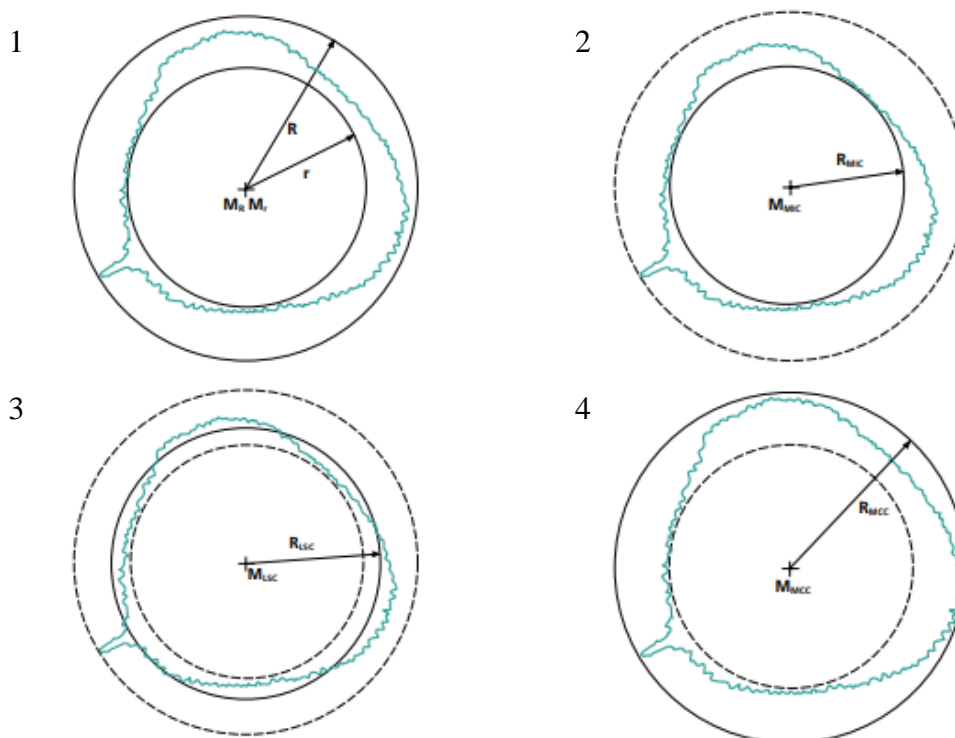 1
R
r
M_R M_r
2
R_MIC
M_MIC
3
R_LSC
M_LSC
4
R_MCC
M_MCC